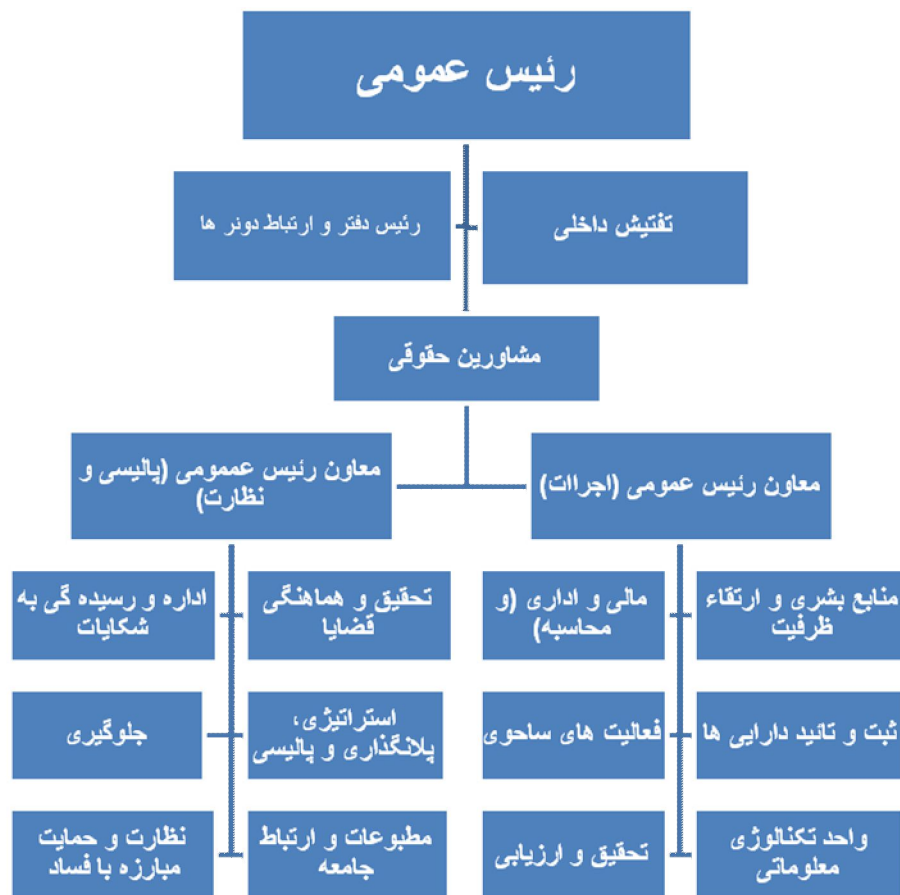 رئیس عمومی
تفتیش داخلی
رئیس دفتر و ارتباط دونر ها
مشاورین حقوقی
معاون رئیس عمومی (اجراات)
معاون رئیس عممومی (پالیسی و
نظارت)
منابع بشری و ارتقاء
ظرفیت
مالی و اداری (و
محاسبه)
تحقیق و هماهنگی
قضایا
اداره و رسیده گی به
شکایات
ثبت و تائید دارایی ها
فعالیت های ساحوی
استراتیژی،
پلانگذاری و پالیسی
جلوگیری
واحد تکنالوژی
معلوماتی
تحقیق و ارزیابی
مطبوعات و ارتباط
جامعه
نظارت و حمایت
مبارزه با فساد